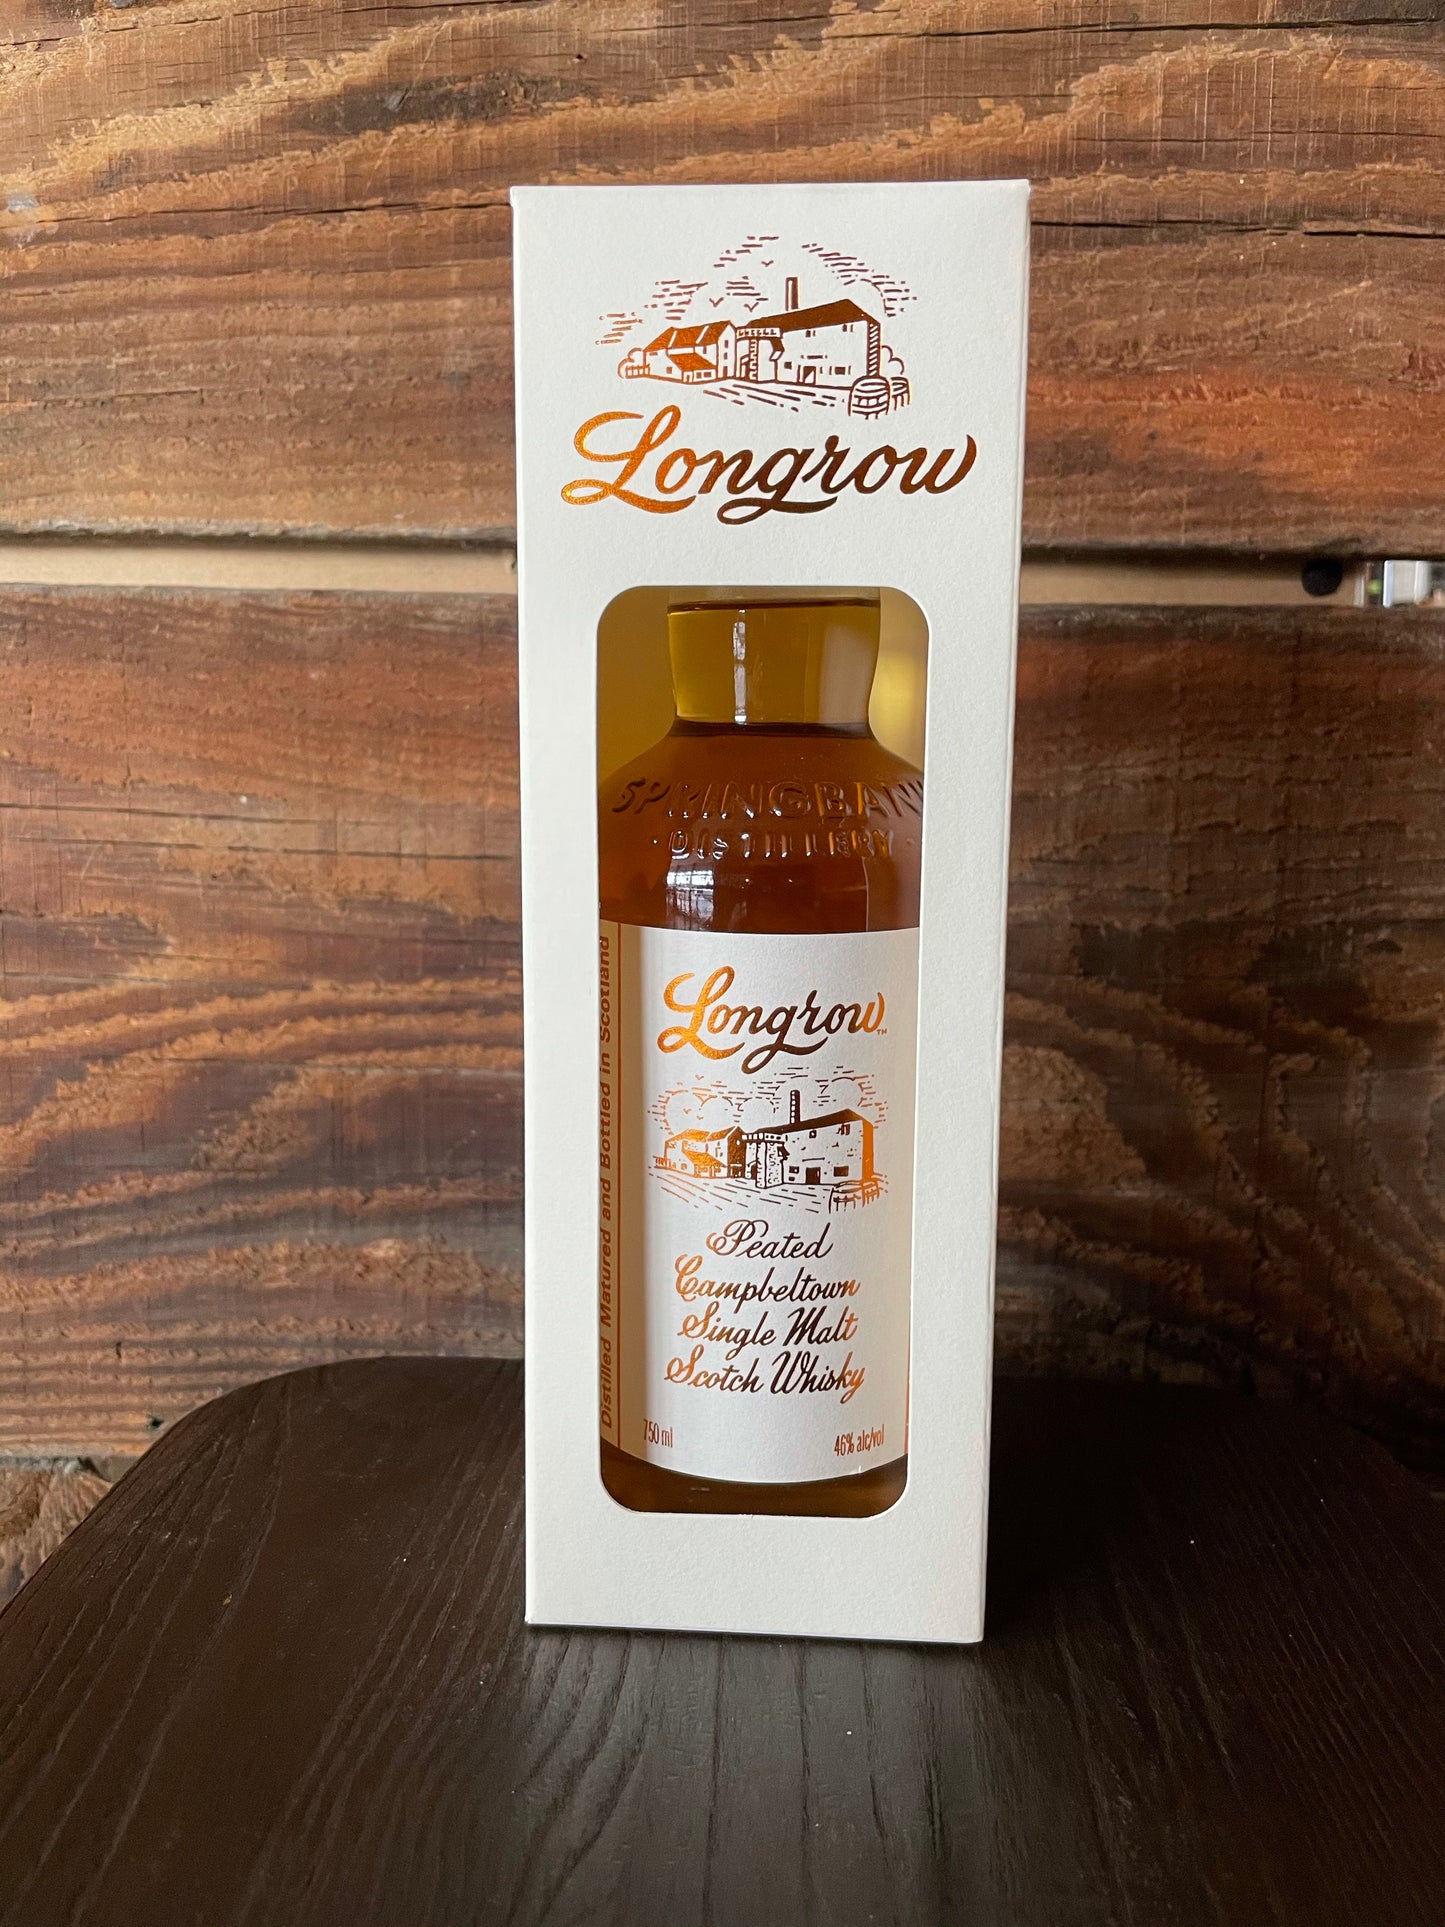 Longrow
SPRINGBANK
· DISTILLERY ·
Distilled Matured and Bottled in Scotland
Longrow™
Peated
Campbeltown
Single Malt
Scotch Whisky
750 ml
46% alc/vol